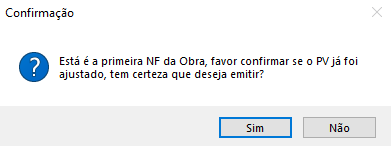 Confirmação
Está é a primeira NF da Obra, favor confirmar se o PV já foi
ajustado, tem certeza que deseja emitir?
Sim
Não